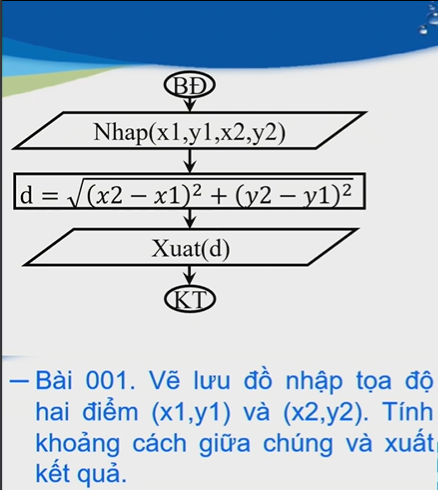 BĐ
Nhap(x1,y1,x2,y2)
d = √(x2 − x1)² + (y2 − y1)²
Xuat(d)
KT
− Bài 001. Vẽ lưu đồ nhập tọa độ
hai điểm (x1,y1) và (x2,y2). Tính
khoảng cách giữa chúng và xuất
kết quả.